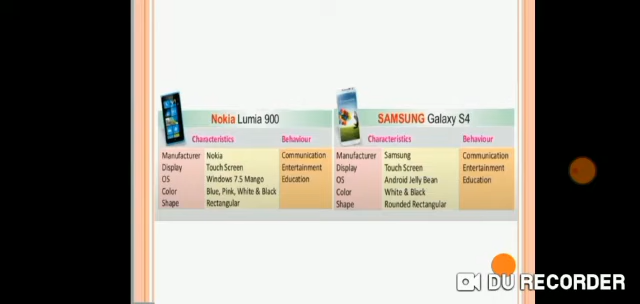 Nokia Lumia 900
Characteristics Behaviour
Manufacturer Nokia Communication
Display Touch Screen Entertainment
OS Windows 7.5 Mango Education
Color Blue, Pink, White & Black
Shape Rectangular
SAMSUNG Galaxy S4
Characteristics Behaviour
Manufacturer Samsung Communication
Display Touch Screen Entertainment
OS Android Jelly Bean Education
Color White & Black
Shape Rounded Rectangular
DU RECORDER